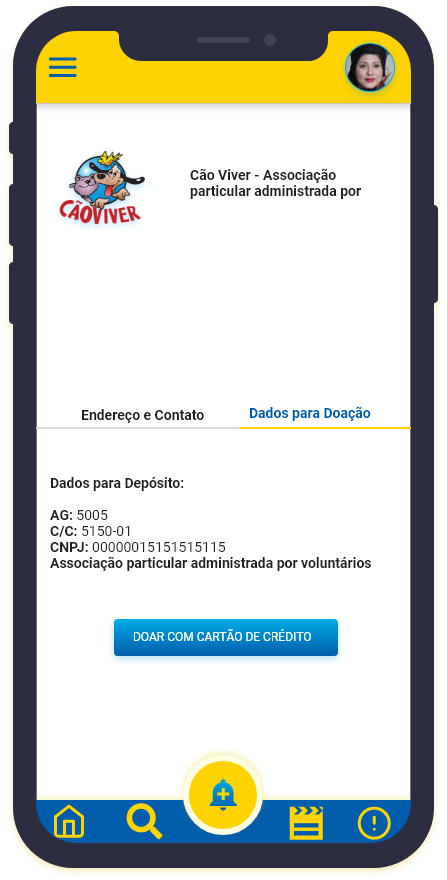 CÃOVIVER
Cão Viver - Associação
particular administrada por
Endereço e Contato
Dados para Doação
Dados para Depósito:
AG: 5005
C/C: 5150-01
CNPJ: 00000015151515115
Associação particular administrada por voluntários
DOAR COM CARTÃO DE CRÉDITO